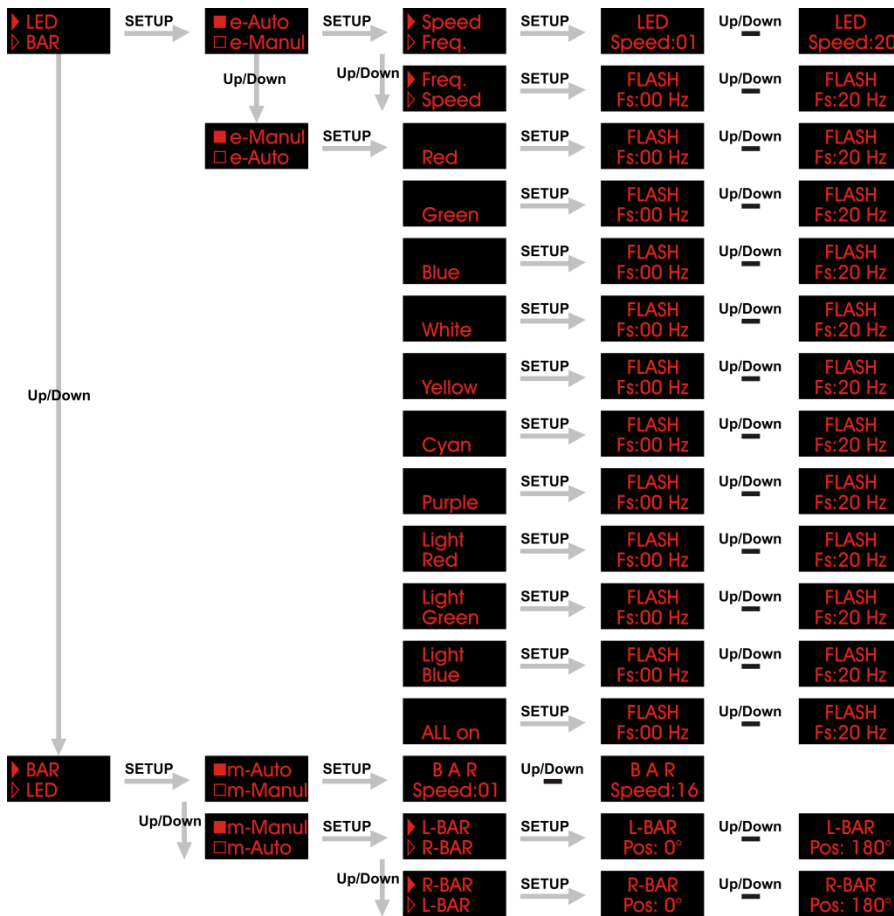 LED
BAR
SETUP
e-Auto
e-Manul
SETUP
Speed
Freq.
SETUP
LED
Speed:01
Up/Down
LED
Speed:20
Up/Down
Up/Down
Freq.
Speed
SETUP
FLASH
Fs:00 Hz
Up/Down
FLASH
Fs:20 Hz
e-Manul
e-Auto
SETUP
Red
SETUP
FLASH
Fs:00 Hz
Up/Down
FLASH
Fs:20 Hz
Green
SETUP
FLASH
Fs:00 Hz
Up/Down
FLASH
Fs:20 Hz
Blue
SETUP
FLASH
Fs:00 Hz
Up/Down
FLASH
Fs:20 Hz
White
SETUP
FLASH
Fs:00 Hz
Up/Down
FLASH
Fs:20 Hz
Up/Down
Yellow
SETUP
FLASH
Fs:00 Hz
Up/Down
FLASH
Fs:20 Hz
Cyan
SETUP
FLASH
Fs:00 Hz
Up/Down
FLASH
Fs:20 Hz
Purple
SETUP
FLASH
Fs:00 Hz
Up/Down
FLASH
Fs:20 Hz
Light
Red
SETUP
FLASH
Fs:00 Hz
Up/Down
FLASH
Fs:20 Hz
Light
Green
SETUP
FLASH
Fs:00 Hz
Up/Down
FLASH
Fs:20 Hz
Light
Blue
SETUP
FLASH
Fs:00 Hz
Up/Down
FLASH
Fs:20 Hz
ALL on
SETUP
FLASH
Fs:00 Hz
Up/Down
FLASH
Fs:20 Hz
BAR
LED
SETUP
m-Auto
m-Manul
SETUP
B A R
Speed:01
Up/Down
B A R
Speed:16
Up/Down
m-Manul
m-Auto
SETUP
L-BAR
R-BAR
SETUP
L-BAR
Pos: 0°
Up/Down
L-BAR
Pos: 180°
Up/Down
R-BAR
L-BAR
SETUP
R-BAR
Pos: 0°
Up/Down
R-BAR
Pos: 180°